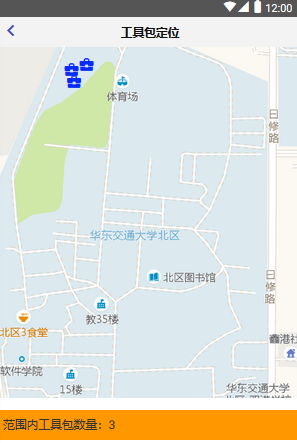 12:00
工具包定位
体育场
日修路
华东交通大学北区
北区图书馆
日修路
教35楼
北区3食堂
鑫港社
软件学院
15楼
华东交通大学
范围内工具包数量：3